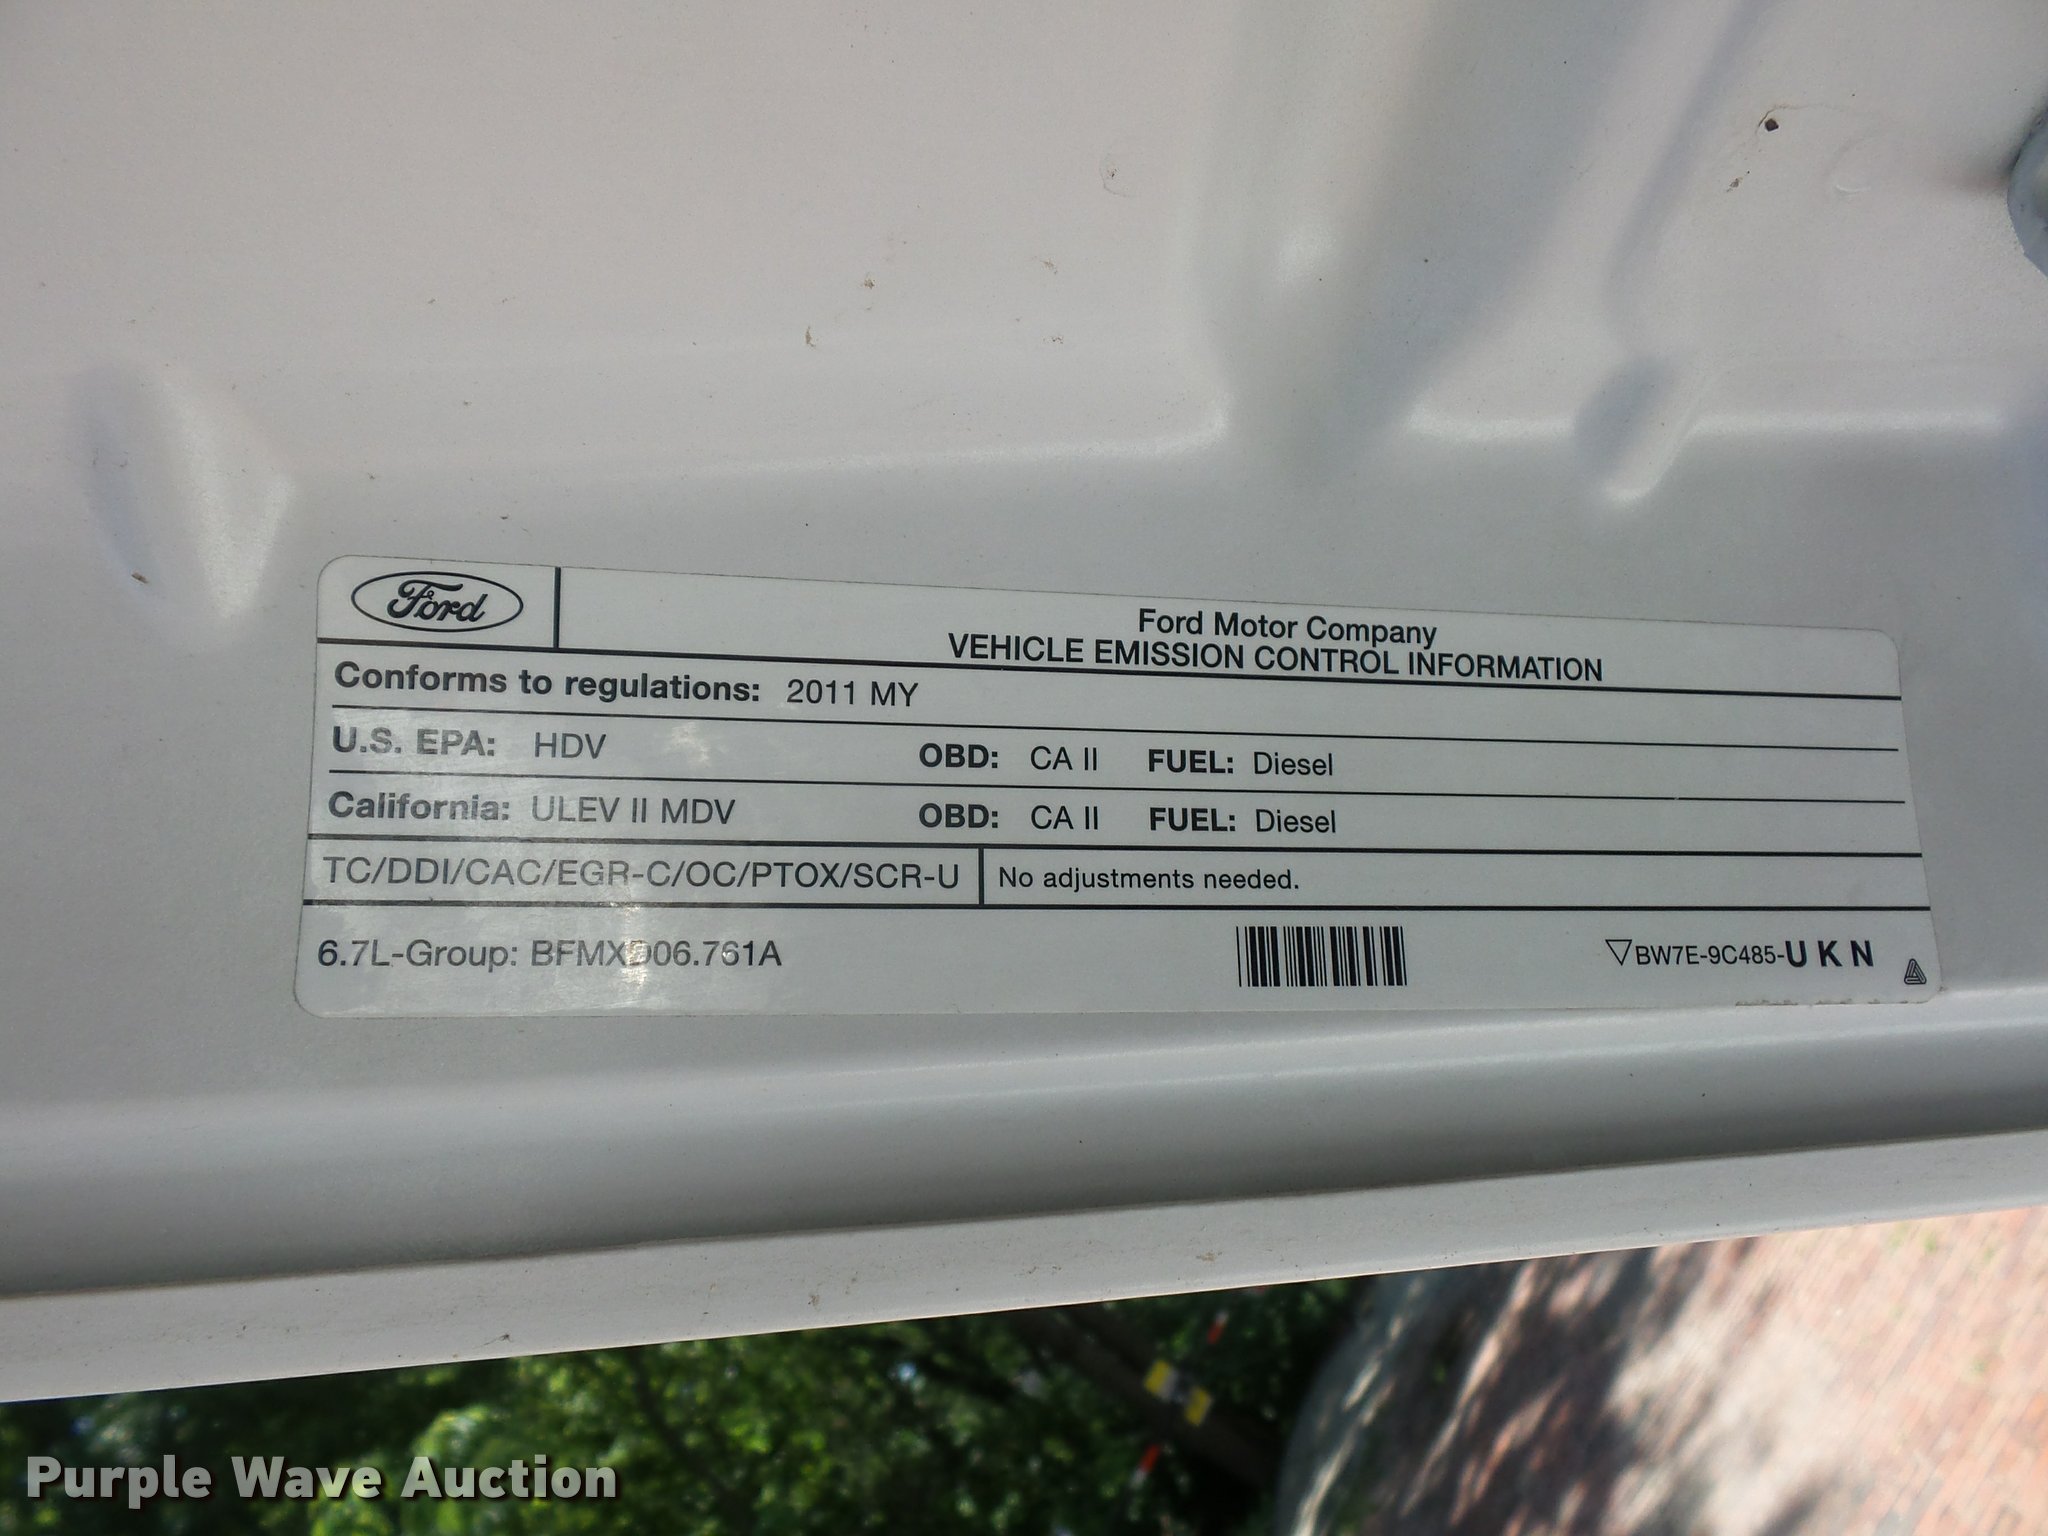 Ford
Ford Motor Company
VEHICLE EMISSION CONTROL INFORMATION
Conforms to regulations: 2011 MY
U.S. EPA: HDV OBD: CA II FUEL: Diesel
California: ULEV II MDV OBD: CA II FUEL: Diesel
TC/DDI/CAC/EGR-C/OC/PTOX/SCR-U No adjustments needed.
6.7L-Group: BFMXD06.761A BW7E-9C485-U K N
Purple Wave Auction